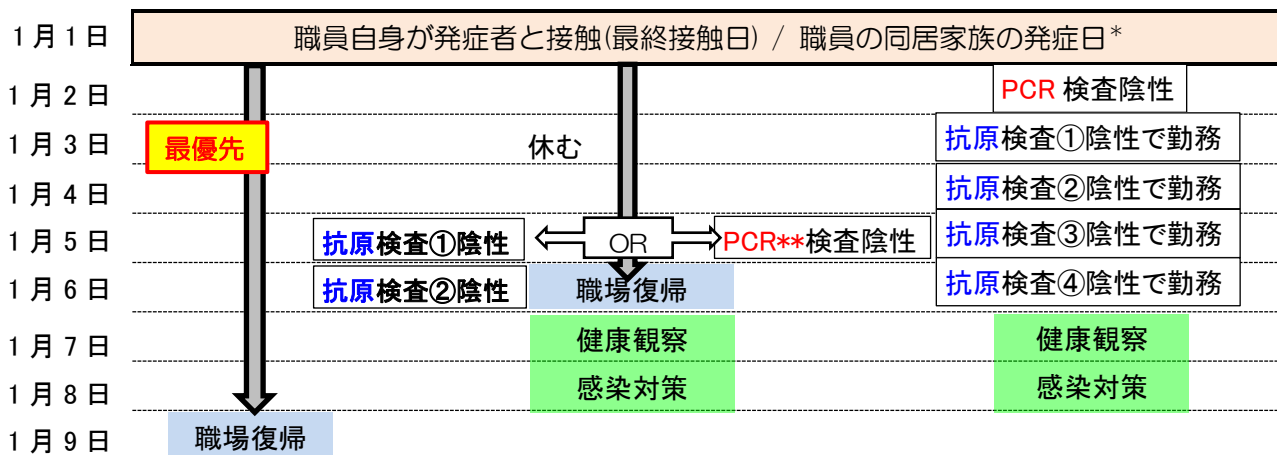 1月1日 職員自身が発症者と接触(最終接触日) / 職員の同居家族の発症日*
1月2日 PCR 検査陰性
1月3日 最優先 休む 抗原検査①陰性で勤務
1月4日 抗原検査②陰性で勤務
1月5日 抗原検査①陰性 OR PCR**検査陰性 抗原検査③陰性で勤務
1月6日 抗原検査②陰性 職場復帰 抗原検査④陰性で勤務
1月7日 健康観察 健康観察
1月8日 感染対策 感染対策
1月9日 職場復帰